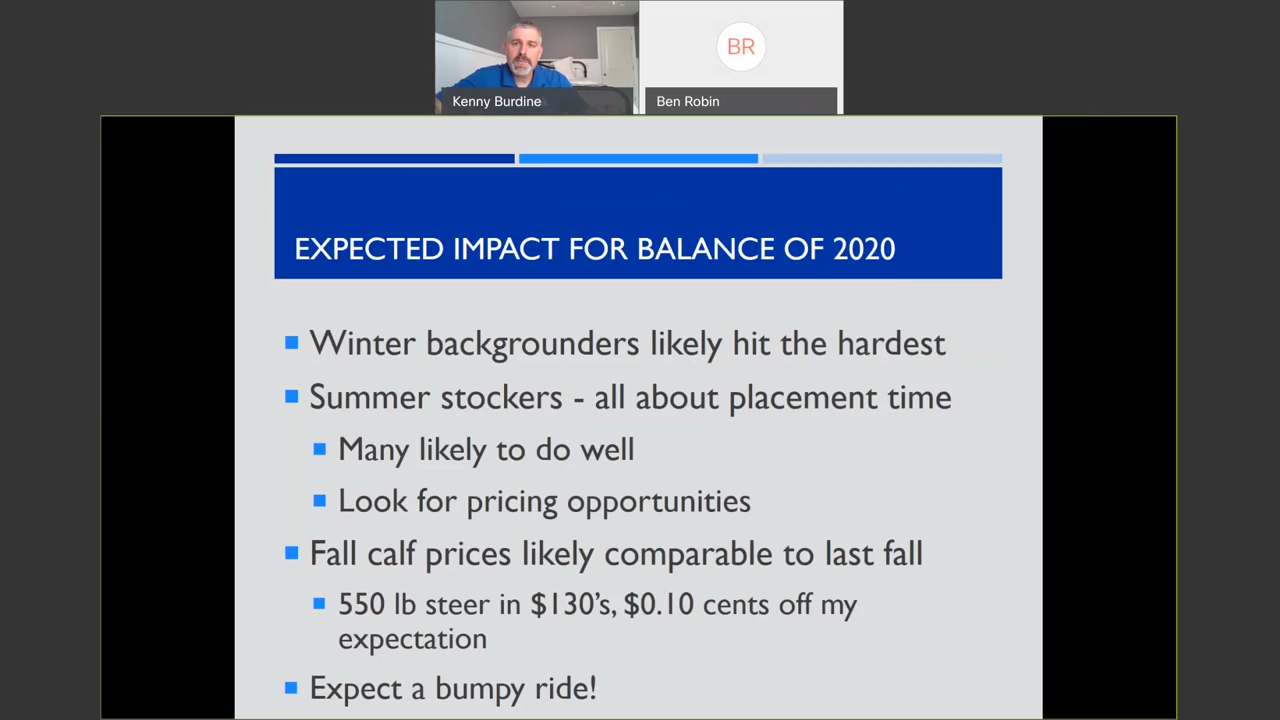 BR
Kenny Burdine
Ben Robin
EXPECTED IMPACT FOR BALANCE OF 2020
Winter backgrounders likely hit the hardest
Summer stockers - all about placement time
Many likely to do well
Look for pricing opportunities
Fall calf prices likely comparable to last fall
550 lb steer in $130’s, $0.10 cents off my
expectation
Expect a bumpy ride!